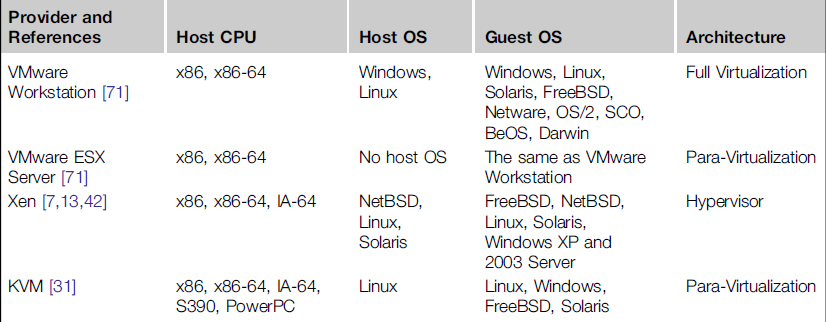 Provider and References Host CPU Host OS Guest OS Architecture
VMware Workstation [71] x86, x86-64 Windows, Linux Windows, Linux, Solaris, FreeBSD, Netware, OS/2, SCO, BeOS, Darwin Full Virtualization
VMware ESX Server [71] x86, x86-64 No host OS The same as VMware Workstation Para-Virtualization
Xen [7,13,42] x86, x86-64, IA-64 NetBSD, Linux, Solaris FreeBSD, NetBSD, Linux, Solaris, Windows XP and 2003 Server Hypervisor
KVM [31] x86, x86-64, IA-64, S390, PowerPC Linux Linux, Windows, FreeBSD, Solaris Para-Virtualization